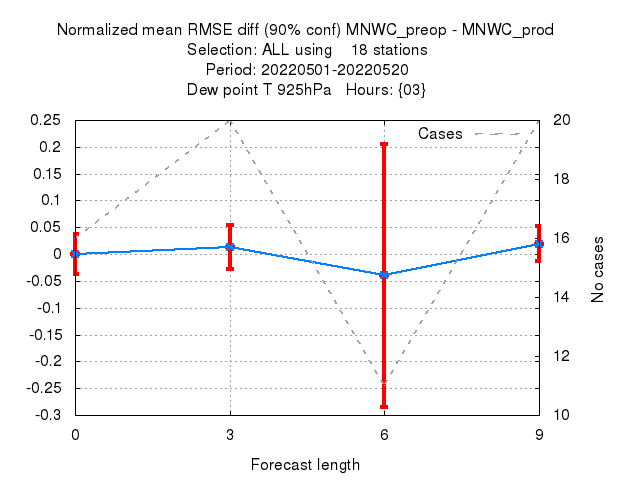 Normalized mean RMSE diff (90% conf) MNWC_preop - MNWC_prod
Selection: ALL using    18 stations
Period: 20220501-20220520
Dew point T 925hPa   Hours: {03}
Cases
0.25
0.2
0.15
0.1
0.05
0
-0.05
-0.1
-0.15
-0.2
-0.25
-0.3
20
18
16
14
12
10
No cases
0 3 6 9
Forecast length